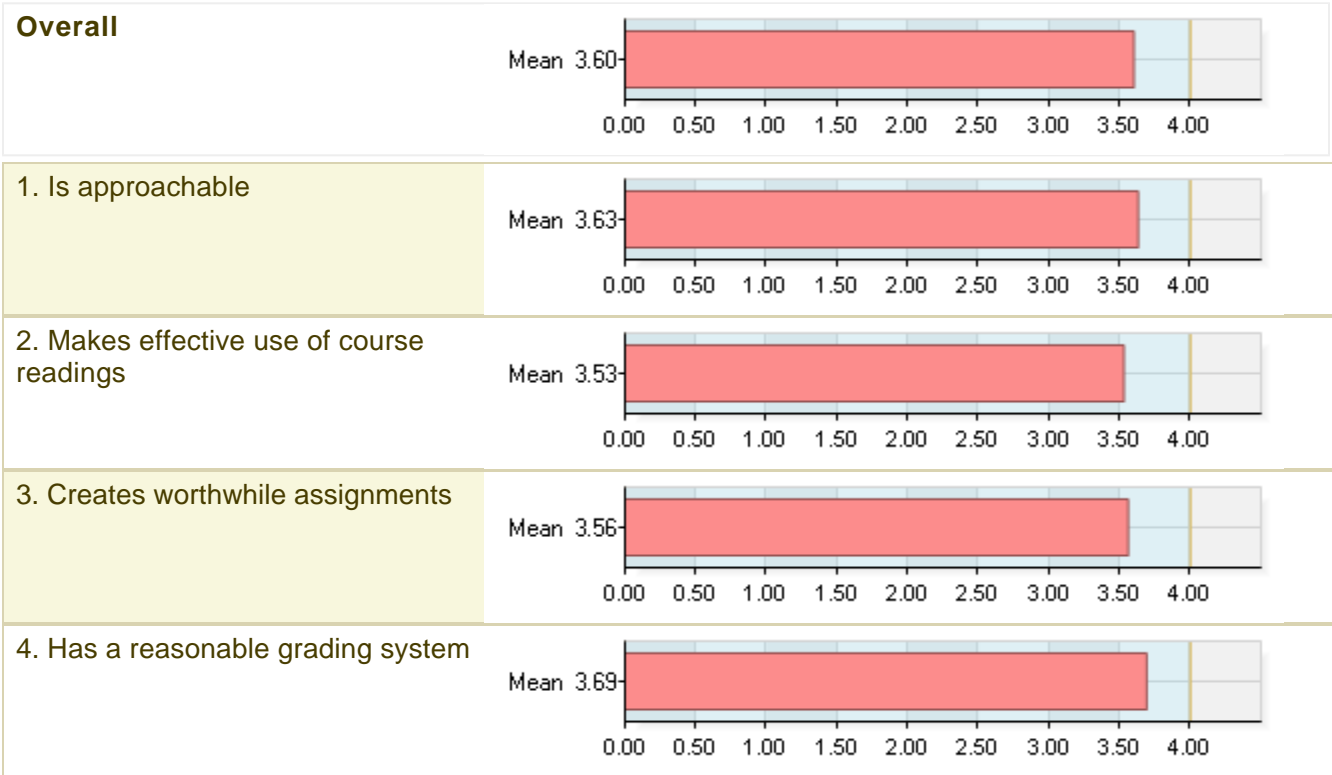 Overall
Mean 3.60
0.00 0.50 1.00 1.50 2.00 2.50 3.00 3.50 4.00
1. Is approachable
Mean 3.63
0.00 0.50 1.00 1.50 2.00 2.50 3.00 3.50 4.00
2. Makes effective use of course
readings
Mean 3.53
0.00 0.50 1.00 1.50 2.00 2.50 3.00 3.50 4.00
3. Creates worthwhile assignments
Mean 3.56
0.00 0.50 1.00 1.50 2.00 2.50 3.00 3.50 4.00
4. Has a reasonable grading system
Mean 3.69
0.00 0.50 1.00 1.50 2.00 2.50 3.00 3.50 4.00